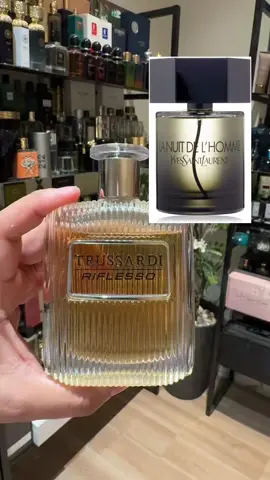 LA NUIT DE L'HOMME
YVES SAINT LAURENT
TRUSSARDI
RIFLESSO